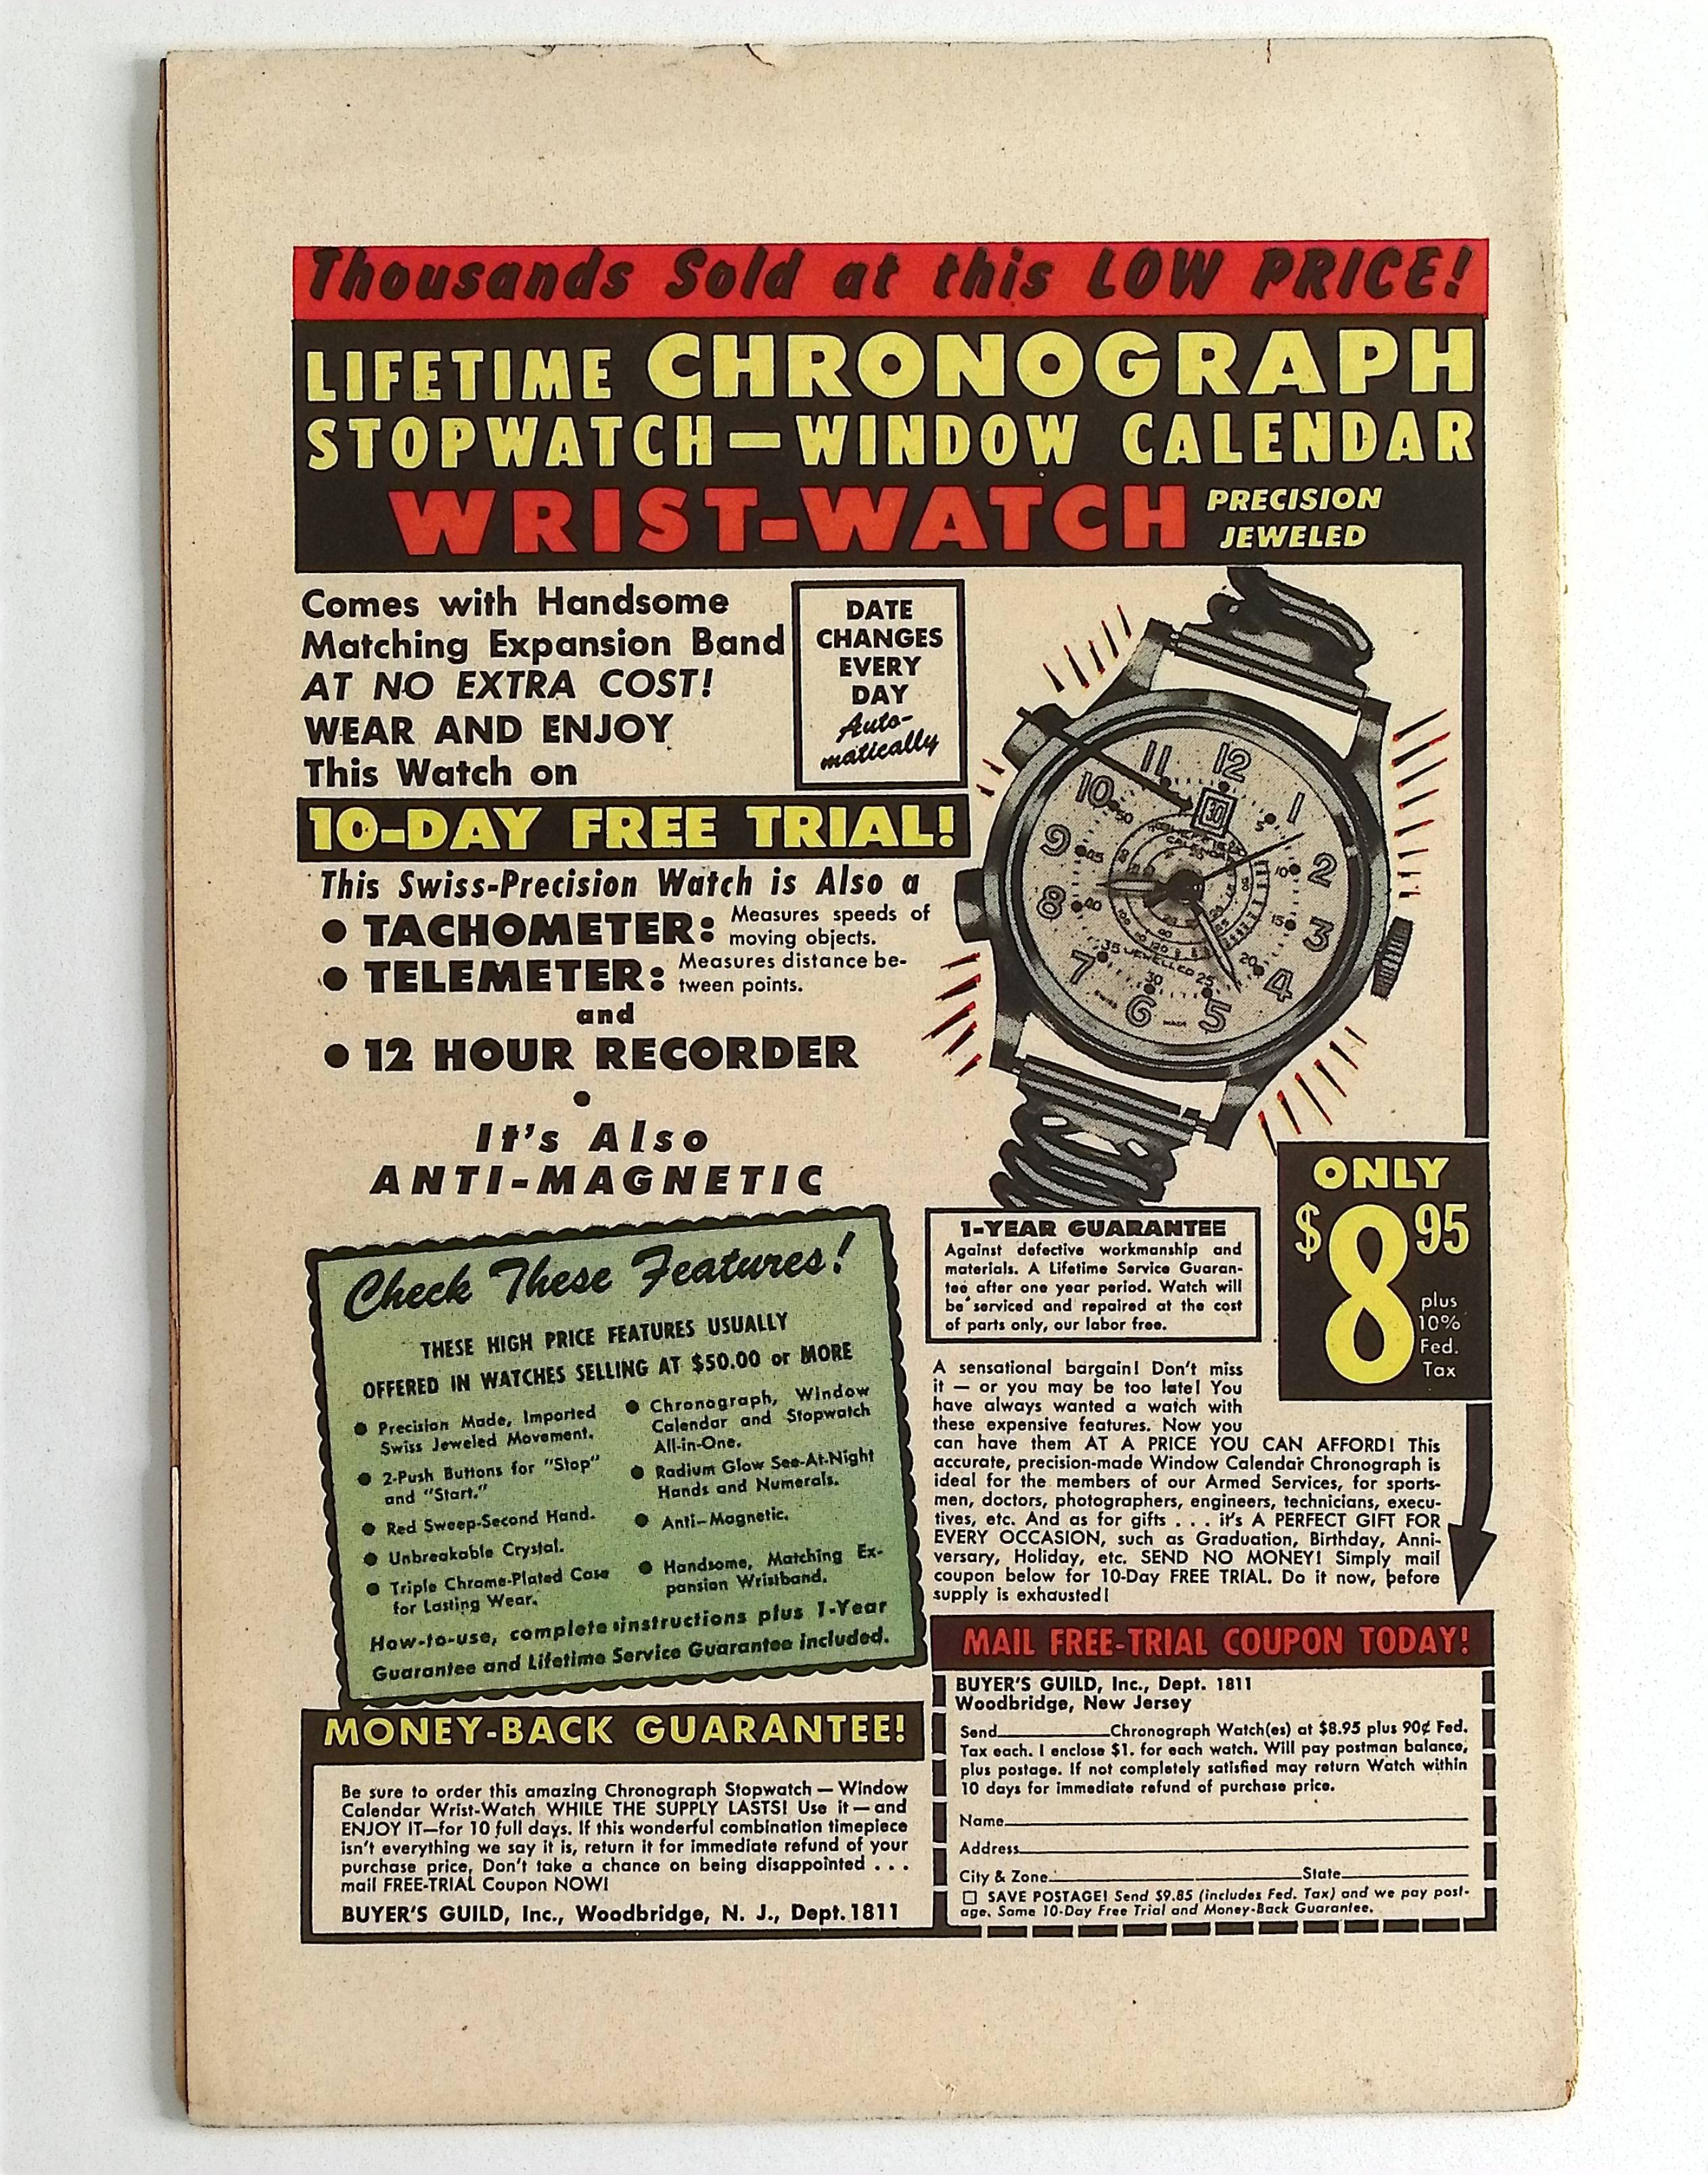 Thousands Sold at this LOW PRICE!
LIFETIME CHRONOGRAPH
STOPWATCH—WINDOW CALENDAR
WRIST-WATCH
PRECISION
JEWELED
Comes with Handsome
Matching Expansion Band
AT NO EXTRA COST!
WEAR AND ENJOY
This Watch on
DATE
CHANGES
EVERY
DAY
Auto-
matically
10-DAY FREE TRIAL!
This Swiss-Precision Watch is Also a
● TACHOMETER: Measures speeds of
moving objects.
● TELEMETER: Measures distance be-
tween points.
and
● 12 HOUR RECORDER
●
It's Also
ANTI-MAGNETIC
12
1
2
3
4
5
6
7
8
9
10
11
30
CALENDAR
JEWELLED
SWISS
MADE
ONLY
$8 95
plus
10%
Fed.
Tax
Check These Features!
THESE HIGH PRICE FEATURES USUALLY
OFFERED IN WATCHES SELLING AT $50.00 or MORE
● Precision Made, Imported
Swiss Jeweled Movement.
● 2-Push Buttons for "Stop"
and "Start."
● Red Sweep-Second Hand.
● Unbreakable Crystal.
● Triple Chrome-Plated Case
for Lasting Wear.
● Chronograph, Window
Calendar and Stopwatch
All-in-One.
● Radium Glow See-At-Night
Hands and Numerals.
● Anti-Magnetic.
● Handsome, Matching Ex-
pansion Wristband.
How-to-use, complete instructions plus 1-Year
Guarantee and Lifetime Service Guarantee included.
1-YEAR GUARANTEE
Against defective workmanship and
materials. A Lifetime Service Guaran-
tee after one year period. Watch will
be serviced and repaired at the cost
of parts only, our labor free.
A sensational bargain! Don't miss
it — or you may be too late! You
have always wanted a watch with
these expensive features. Now you
can have them AT A PRICE YOU CAN AFFORD! This
accurate, precision-made Window Calendar Chronograph is
ideal for the members of our Armed Services, for sports-
men, doctors, photographers, engineers, technicians, execu-
tives, etc. And as for gifts . . . it's A PERFECT GIFT FOR
EVERY OCCASION, such as Graduation, Birthday, Anni-
versary, Holiday, etc. SEND NO MONEY! Simply mail
coupon below for 10-Day FREE TRIAL. Do it now, before
supply is exhausted!
MONEY-BACK GUARANTEE!
Be sure to order this amazing Chronograph Stopwatch — Window
Calendar Wrist-Watch WHILE THE SUPPLY LASTS! Use it — and
ENJOY IT—for 10 full days. If this wonderful combination timepiece
isn't everything we say it is, return it for immediate refund of your
purchase price. Don't take a chance on being disappointed . . .
mail FREE-TRIAL Coupon NOW!
BUYER'S GUILD, Inc., Woodbridge, N. J., Dept. 1811
MAIL FREE-TRIAL COUPON TODAY!
BUYER'S GUILD, Inc., Dept. 1811
Woodbridge, New Jersey
Send__________Chronograph Watch(es) at $8.95 plus 90¢ Fed.
Tax each. I enclose $1. for each watch. Will pay postman balance,
plus postage. If not completely satisfied may return Watch within
10 days for immediate refund of purchase price.
Name__________
Address__________
City & Zone__________State__________
☐ SAVE POSTAGE! Send $9.85 (includes Fed. Tax) and we pay post-
age. Same 10-Day Free Trial and Money-Back Guarantee.